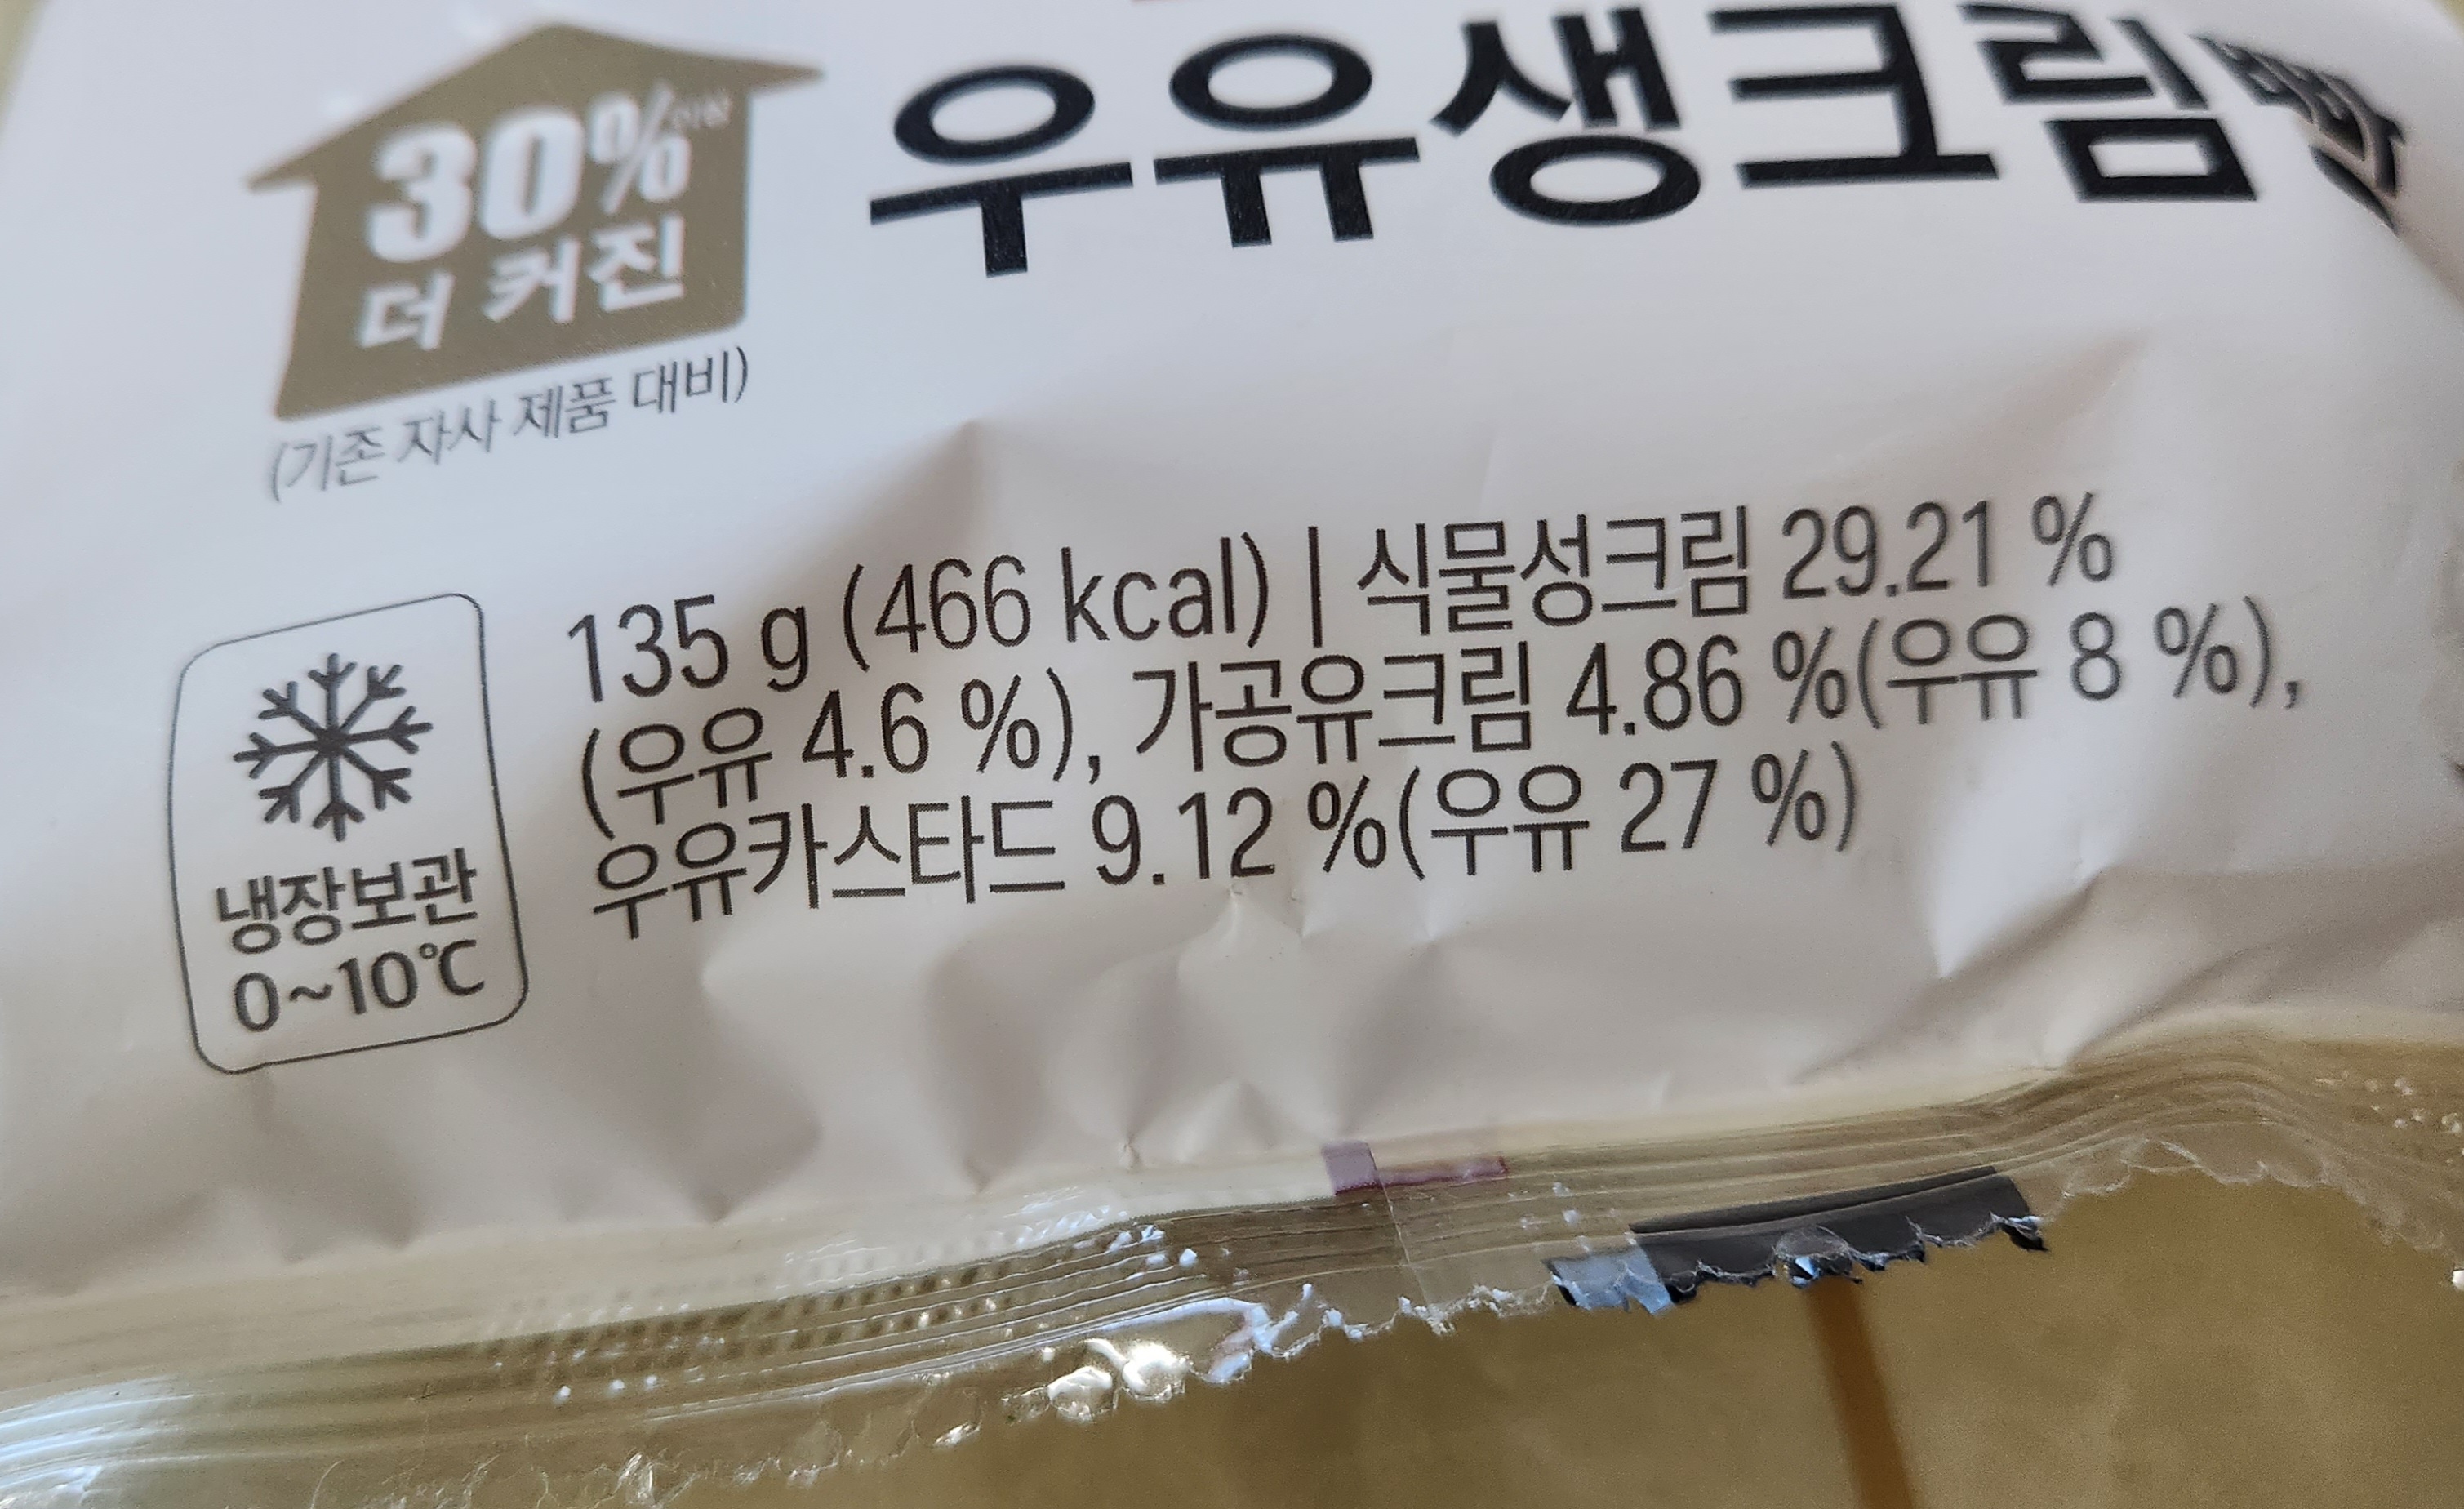 30%이상
더 커진
(기존 자사 제품 대비)
우유생크림빵
135 g (466 kcal) | 식물성크림 29.21 %
(우유 4.6 %), 가공유크림 4.86 %(우유 8 %),
우유카스타드 9.12 %(우유 27 %)
냉장보관
0~10℃